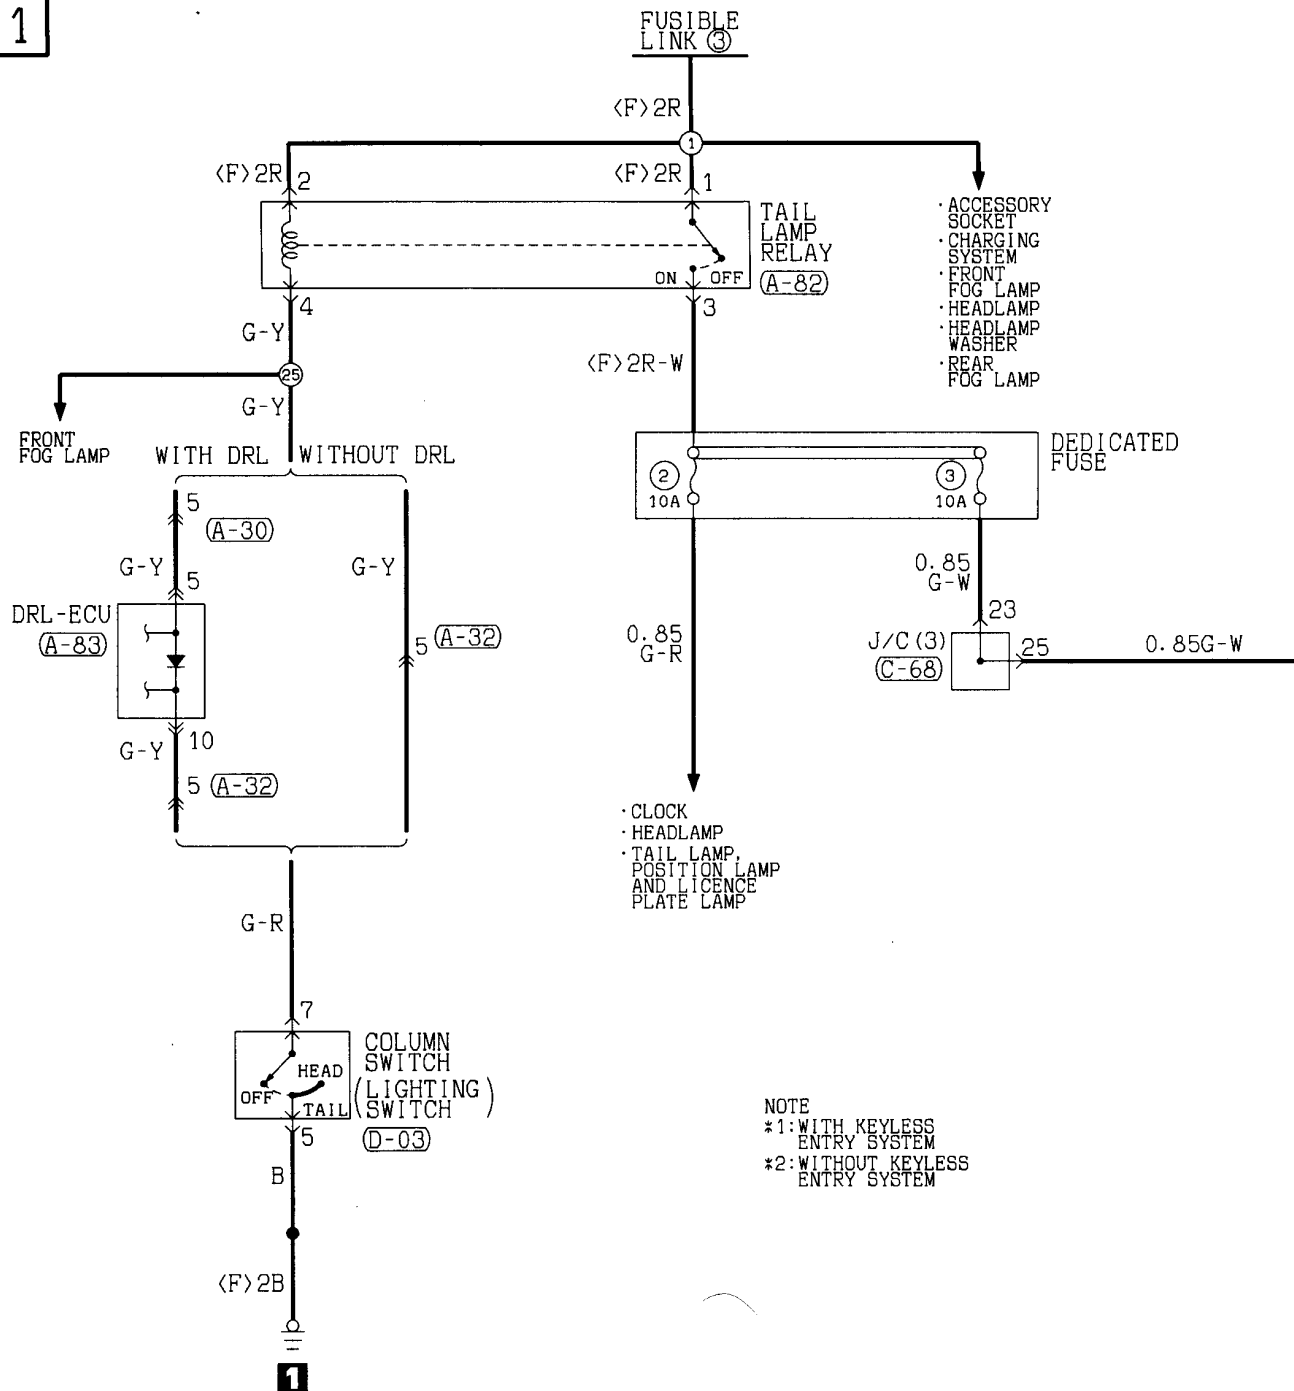 1
FUSIBLE
LINK ③
<F>2R
①
<F>2R 2
<F>2R 1
TAIL
LAMP
RELAY
A-82
ON OFF
· ACCESSORY
SOCKET
· CHARGING
SYSTEM
· FRONT
FOG LAMP
· HEADLAMP
· HEADLAMP
WASHER
· REAR
FOG LAMP
4
3
G-Y
<F>2R-W
㉕
G-Y
FRONT
FOG LAMP
WITH DRL WITHOUT DRL
DEDICATED
FUSE
② 10A
③ 10A
5
A-30
G-Y
5
G-Y
DRL-ECU
A-83
5 A-32
0.85
G-W
23
0.85
G-R
J/C(3)
C-68
25
0.85G-W
10
G-Y
5 A-32
· CLOCK
· HEADLAMP
· TAIL LAMP,
POSITION LAMP
AND LICENCE
PLATE LAMP
G-R
7
COLUMN
SWITCH
(LIGHTING
SWITCH)
D-03
HEAD
OFF
TAIL
5
B
NOTE
*1:WITH KEYLESS
ENTRY SYSTEM
*2:WITHOUT KEYLESS
ENTRY SYSTEM
<F>2B
1